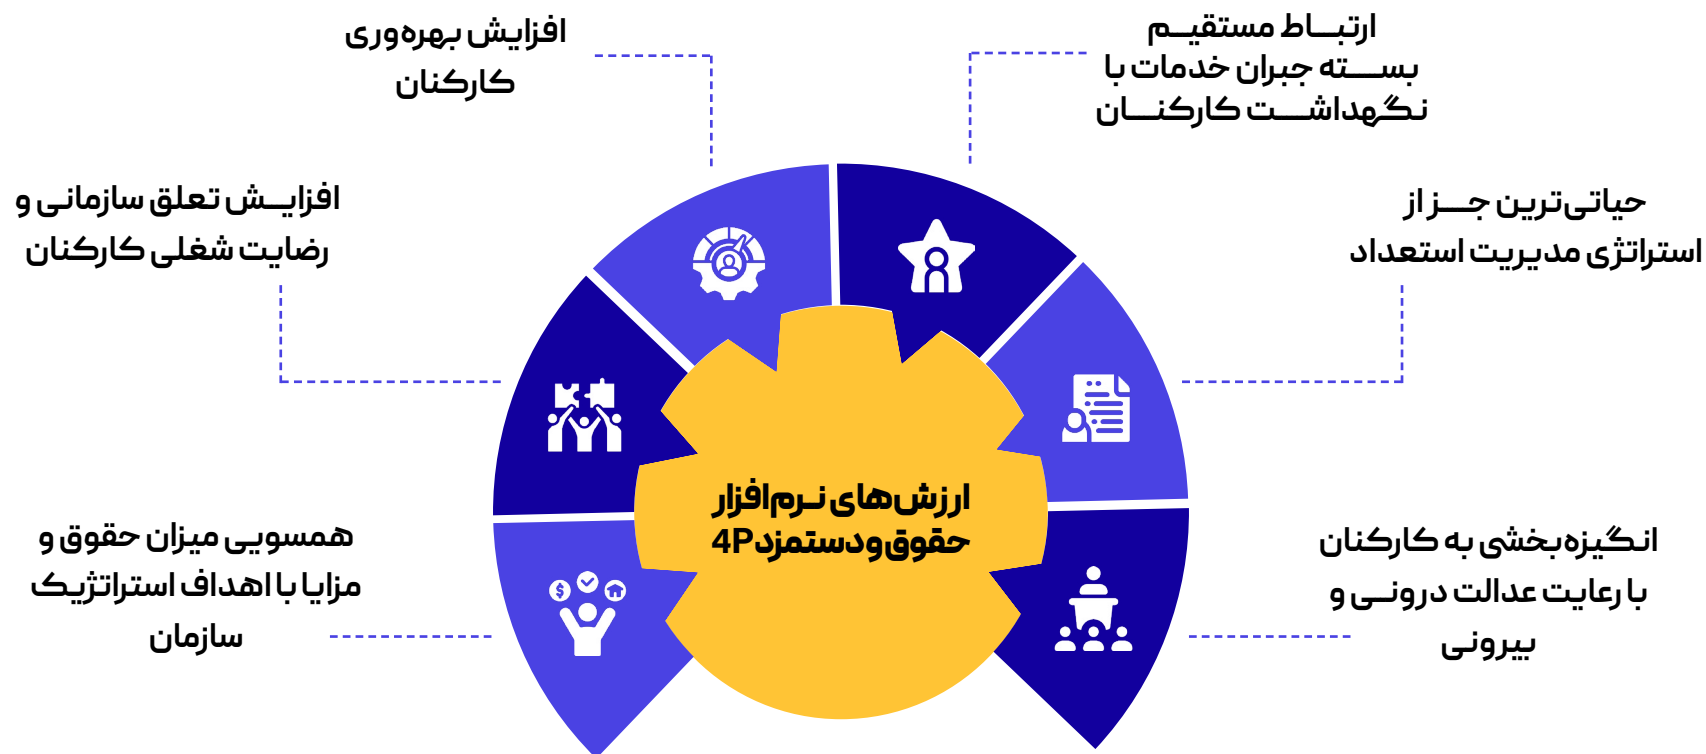 ارتباط مستقیم
بسته جبران خدمات با
نگهداشت کارکنان
حیاتی‌ترین جز از
استراتژی مدیریت استعداد
انگیزه‌بخشی به کارکنان
با رعایت عدالت درونی و
بیرونی
افزایش بهره‌وری
کارکنان
افزایش تعلق سازمانی و
رضایت شغلی کارکنان
همسویی میزان حقوق و
مزایا با اهداف استراتژیک
سازمان
ارزش‌های نرم‌افزار
حقوق‌و‌دستمزد4P